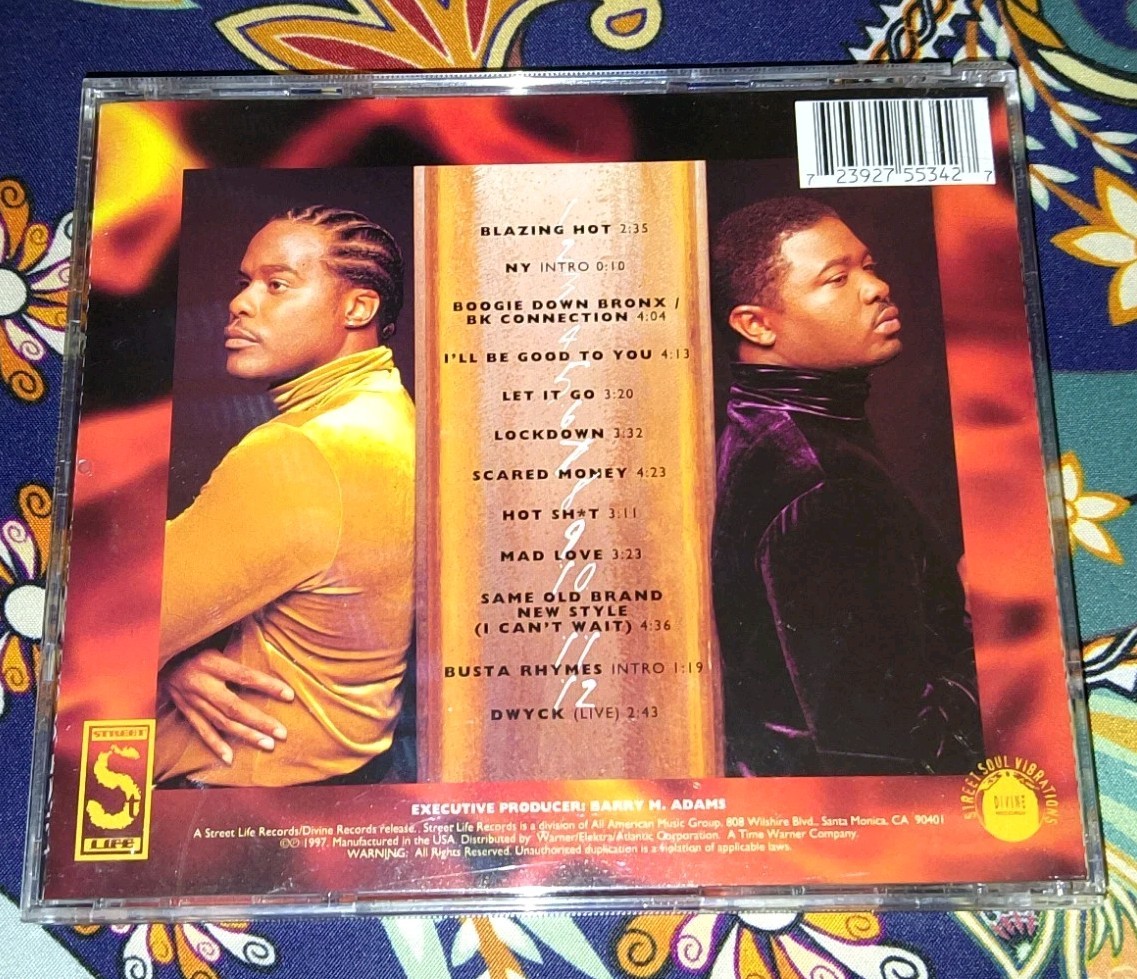 7 23927 55342 7
1
BLAZING HOT 2:35
2
NY INTRO 0:10
3
BOOGIE DOWN BRONX /
BK CONNECTION 4:04
4
I'LL BE GOOD TO YOU 4:13
5
LET IT GO 3:20
6
LOCKDOWN 3:32
7
SCARED MONEY 4:23
8
HOT SH*T 3:11
9
MAD LOVE 3:23
10
SAME OLD BRAND
NEW STYLE
(I CAN'T WAIT) 4:36
11
BUSTA RHYMES INTRO 1:19
12
DWYCK (LIVE) 2:43
STREET
St
LIFE
STREET SOUL VIBRATIONS
DIVINE
RECORDS
EXECUTIVE PRODUCER: BARRY M. ADAMS
A Street Life Records/Divine Records release. Street Life Records is a division of All American Music Group. 808 Wilshire Blvd., Santa Monica, CA 90401
©℗ 1997. Manufactured in the USA. Distributed by Warner/Elektra/Atlantic Corporation. A Time Warner Company.
WARNING: All Rights Reserved. Unauthorized duplication is a violation of applicable laws.